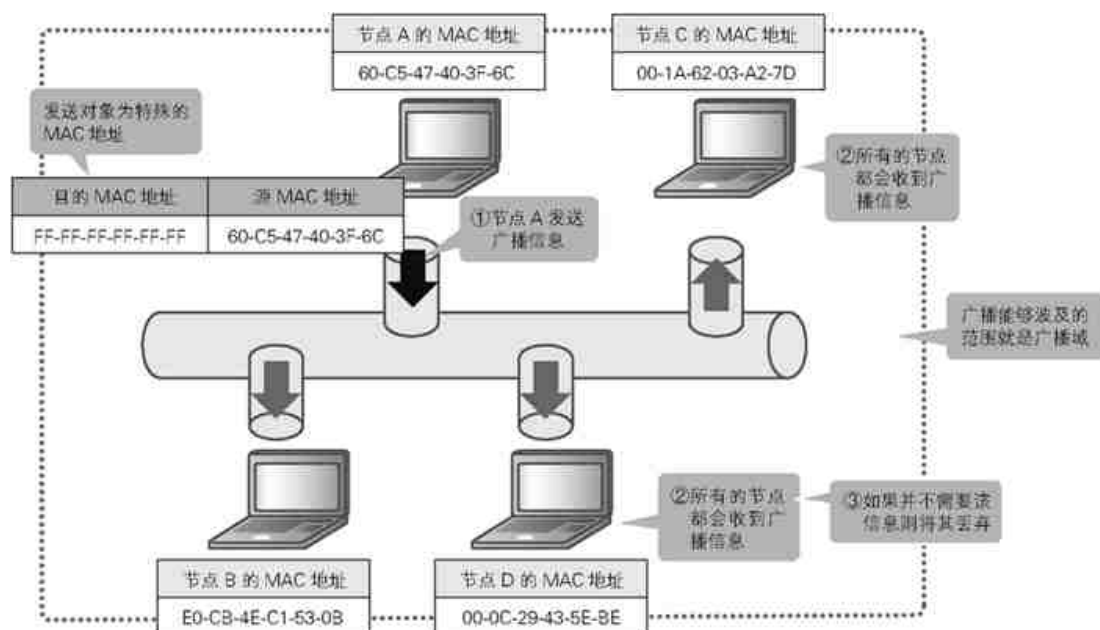 节点 A 的 MAC 地址
60-C5-47-40-3F-6C
节点 C 的 MAC 地址
00-1A-62-03-A2-7D
发送对象为特殊的
MAC 地址
目的 MAC 地址
源 MAC 地址
FF-FF-FF-FF-FF-FF
60-C5-47-40-3F-6C
①节点 A 发送
广播信息
②所有的节点
都会收到广
播信息
广播能够波及的
范围就是广播域
②所有的节点
都会收到广
播信息
③如果并不需要该
信息则将其丢弃
节点 B 的 MAC 地址
E0-CB-4E-C1-53-0B
节点 D 的 MAC 地址
00-0C-29-43-5E-BE